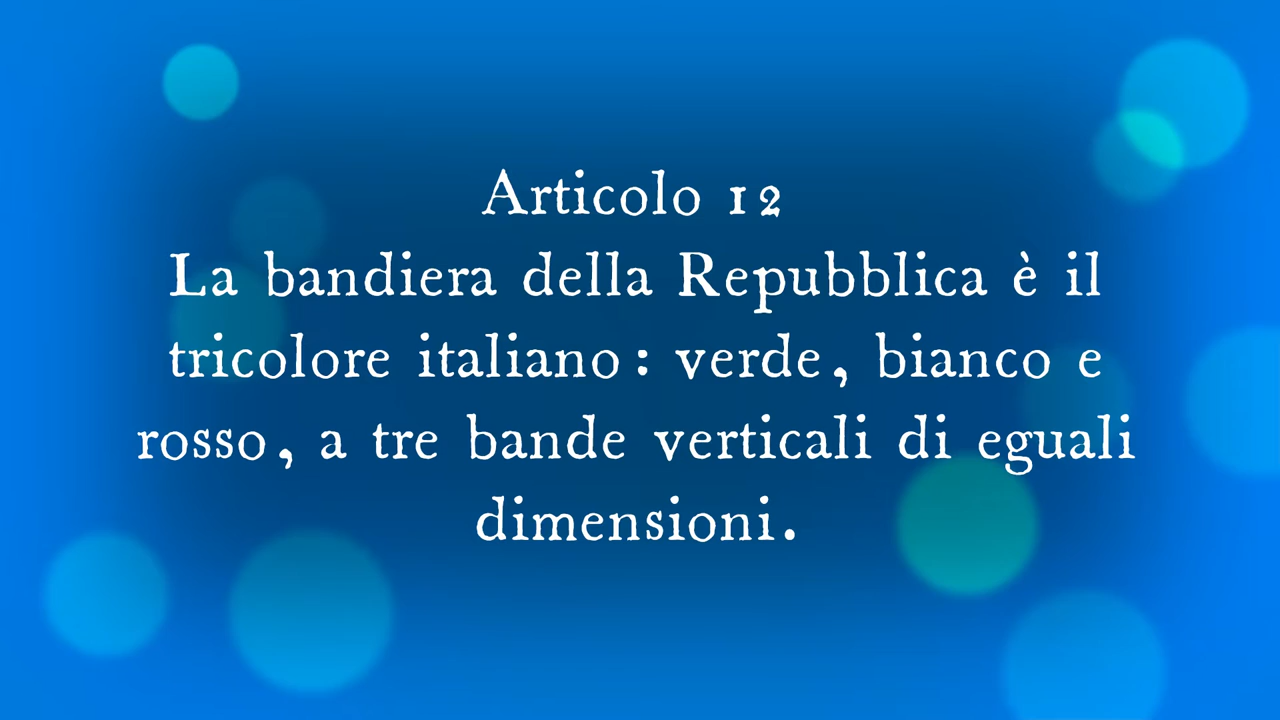 Articolo 12
La bandiera della Repubblica è il
tricolore italiano: verde, bianco e
rosso, a tre bande verticali di eguali
dimensioni.